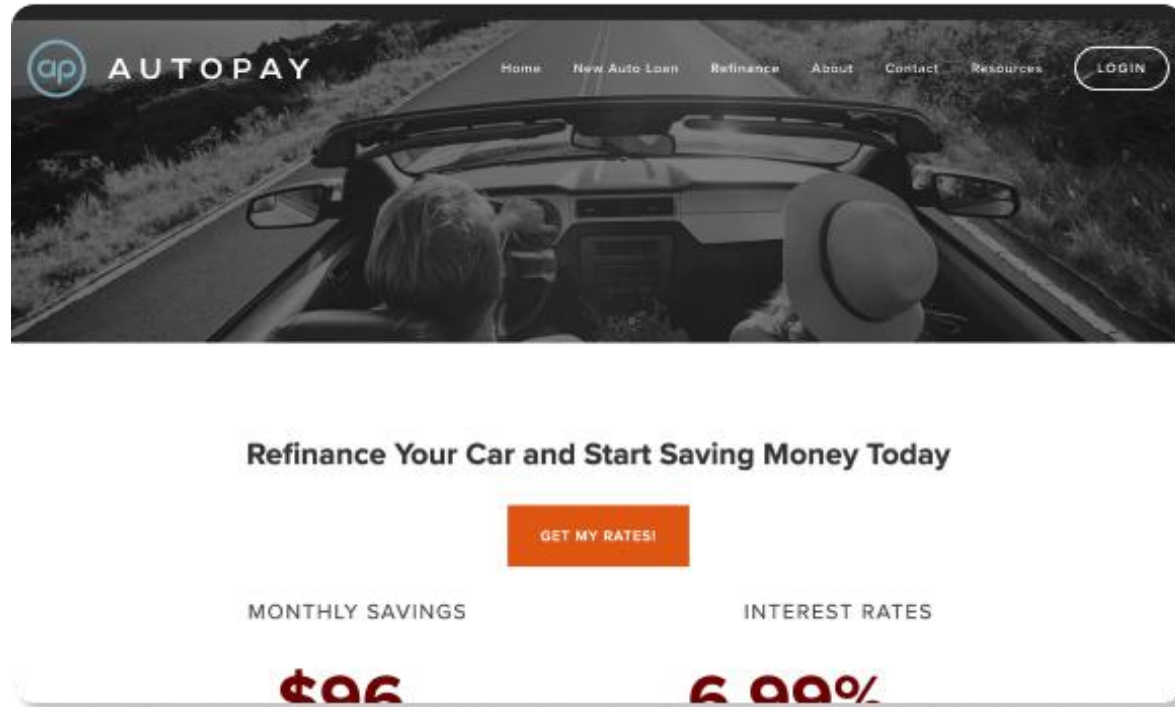 ap AUTOPAY
Home New Auto Loan Refinance About Contact Resources LOGIN
Refinance Your Car and Start Saving Money Today
GET MY RATES!
MONTHLY SAVINGS INTEREST RATES
$96 6.99%